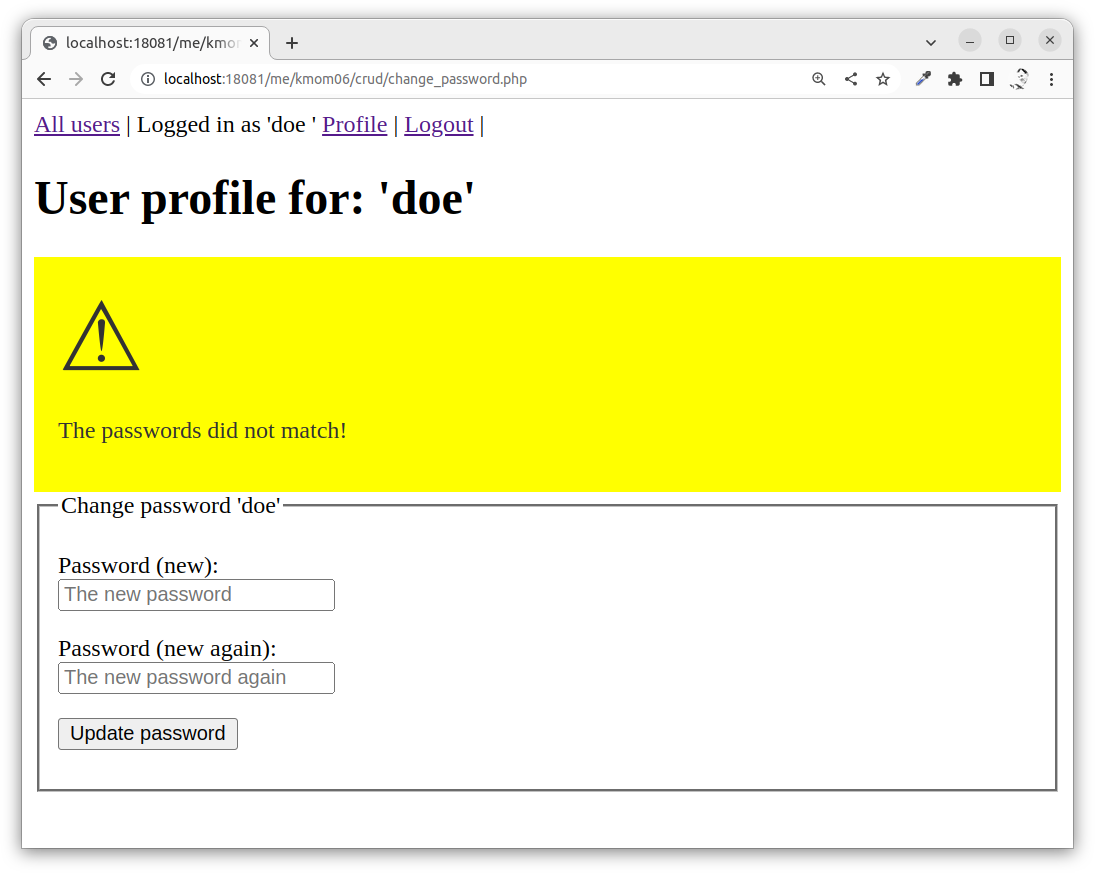 localhost:18081/me/kmom
localhost:18081/me/kmom06/crud/change_password.php
All users | Logged in as 'doe ' Profile | Logout |
User profile for: 'doe'
The passwords did not match!
Change password 'doe'
Password (new):
The new password
Password (new again):
The new password again
Update password